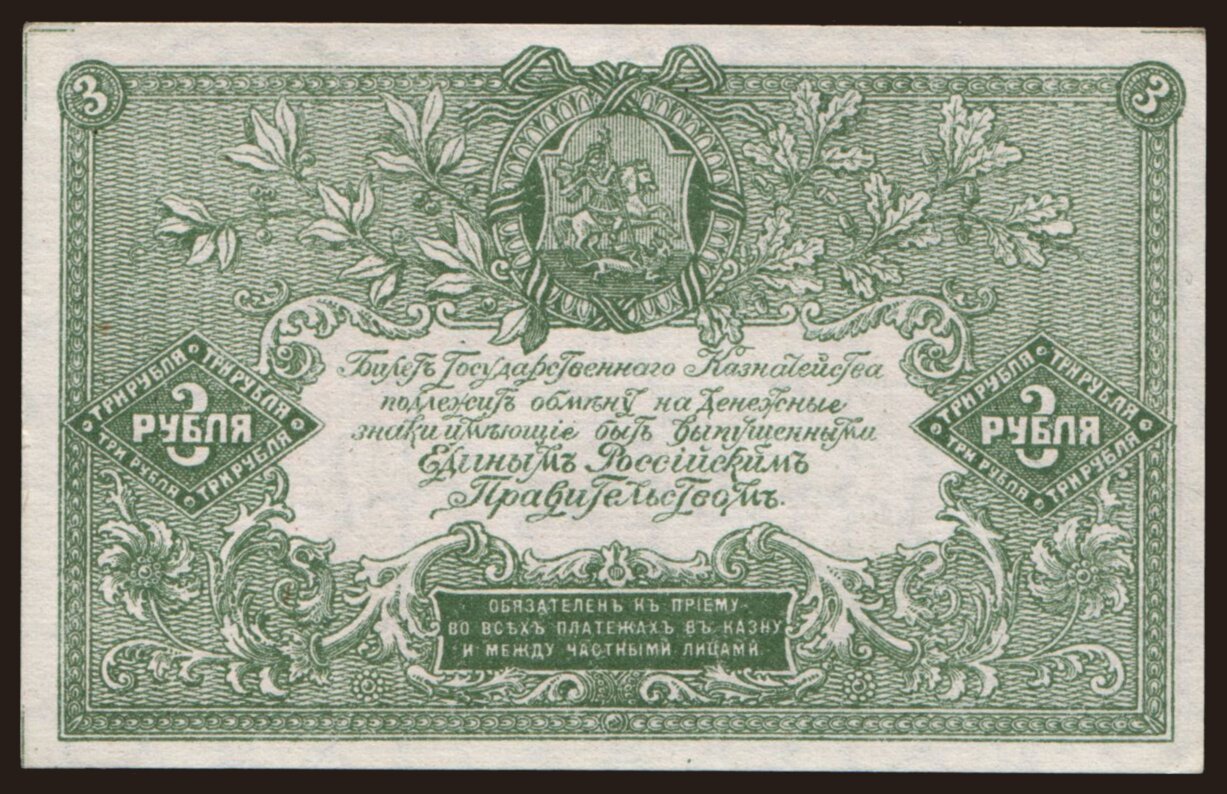 3 3
Билетъ Государственнаго Казначейства
подлежитъ обмѣну на денежные
знаки имѣющіе быть выпущенными
Единымъ Россійскимъ
Правительствомъ.
ТРИ РУБЛЯ ТРИ РУБЛЯ
3
РУБЛЯ
ТРИ РУБЛЯ ТРИ РУБЛЯ
ТРИ РУБЛЯ ТРИ РУБЛЯ
3
РУБЛЯ
ТРИ РУБЛЯ ТРИ РУБЛЯ
ОБЯЗАТЕЛЕНЪ КЪ ПРІЕМУ
ВО ВСѢХЪ ПЛАТЕЖАХЪ ВЪ КАЗНУ
И МЕЖДУ ЧАСТНЫМИ ЛИЦАМИ.